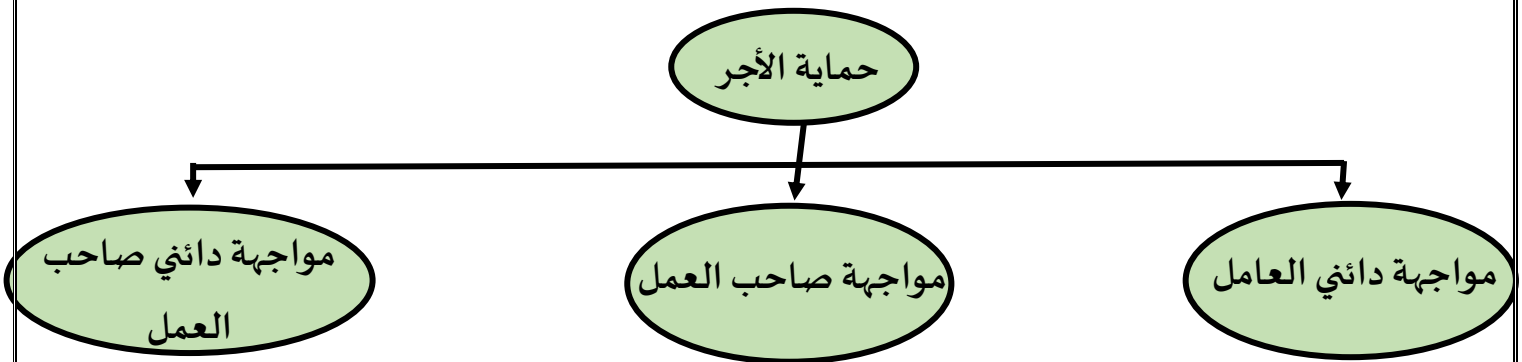 حماية الأجر
مواجهة دائني العامل
مواجهة صاحب العمل
مواجهة دائني صاحب
العمل